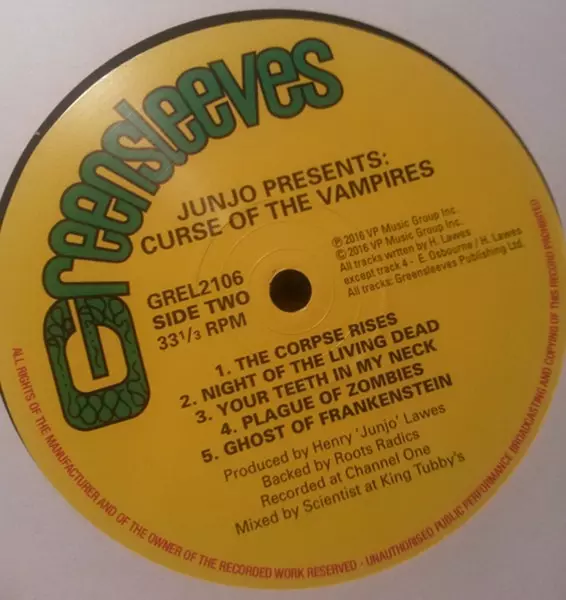 Greensleeves
JUNJO PRESENTS:
CURSE OF THE VAMPIRES
GREL2106
SIDE TWO
33 1/3 RPM
℗2016 VP Music Group Inc.
©2016 VP Music Group Inc.
All tracks written by H. Lawes
except track 4 - E. Osbourne / H. Lawes
All tracks: Greensleeves Publishing Ltd.
1. THE CORPSE RISES
2. NIGHT OF THE LIVING DEAD
3. YOUR TEETH IN MY NECK
4. PLAGUE OF ZOMBIES
5. GHOST OF FRANKENSTEIN
Produced by Henry 'Junjo' Lawes
Backed by Roots Radics
Recorded at Channel One
Mixed by Scientist at King Tubby's
ALL RIGHTS OF THE MANUFACTURER AND OF THE OWNER OF THE RECORDED WORK RESERVED - UNAUTHORISED PUBLIC PERFORMANCE BROADCASTING AND COPYING OF THIS RECORD PROHIBITED